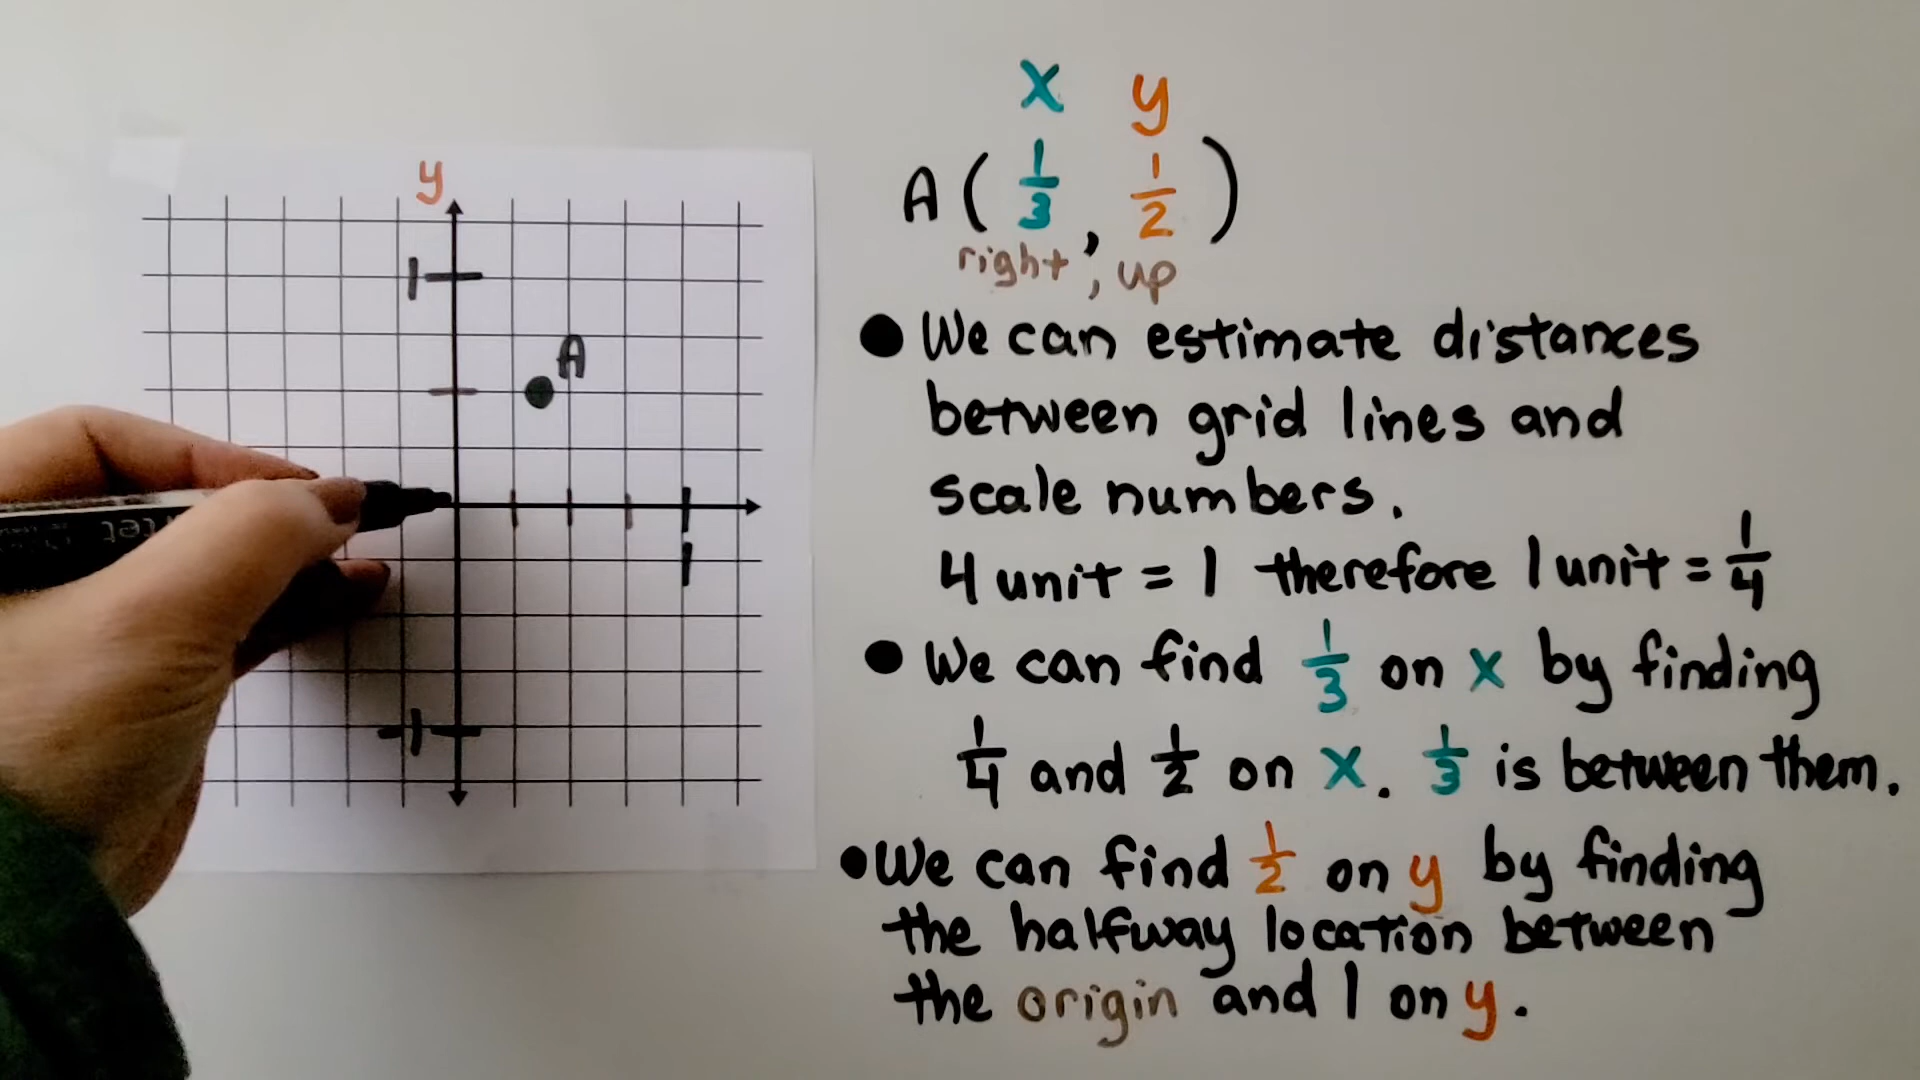 x y
A ( 1/3 , 1/2 )
right , up
● We can estimate distances
between grid lines and
scale numbers.
4 unit = 1 therefore 1 unit = 1/4
● We can find 1/3 on x by finding
1/4 and 1/2 on x. 1/3 is between them.
• We can find 1/2 on y by finding
the halfway location between
the origin and 1 on y.
y
1
A
1
-1